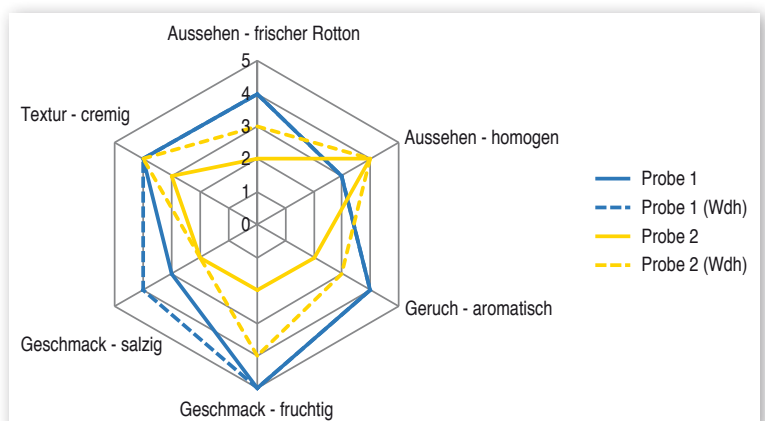 Aussehen - frischer Rotton
5
4
3
2
1
0
Textur - cremig
Aussehen - homogen
Geruch - aromatisch
Geschmack - salzig
Geschmack - fruchtig
Probe 1
Probe 1 (Wdh)
Probe 2
Probe 2 (Wdh)